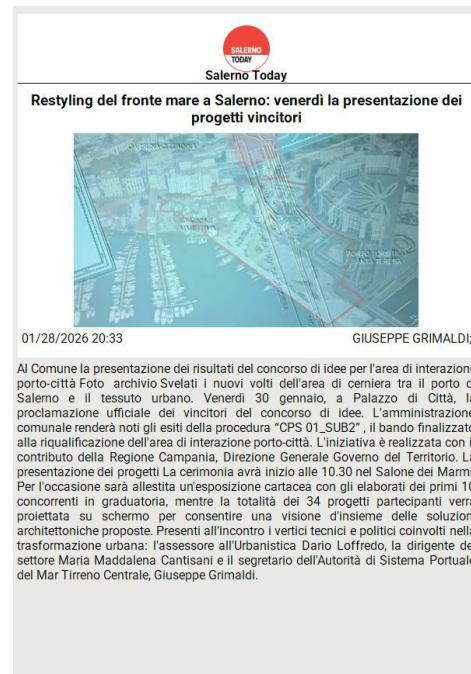 SALERNO
TODAY
Salerno Today
Restyling del fronte mare a Salerno: venerdì la presentazione dei
progetti vincitori
01/28/2026 20:33
GIUSEPPE GRIMALDI;
Al Comune la presentazione dei risultati del concorso di idee per l'area di interazione
porto-città Foto archivio Svelati i nuovi volti dell'area di cerniera tra il porto d
Salerno e il tessuto urbano. Venerdì 30 gennaio, a Palazzo di Città, la
proclamazione ufficiale dei vincitori del concorso di idee. L'amministrazione
comunale renderà noti gli esiti della procedura “CPS 01_SUB2” , il bando finalizzato
alla riqualificazione dell'area di interazione porto-città. L'iniziativa è realizzata con i
contributo della Regione Campania, Direzione Generale Governo del Territorio. La
presentazione dei progetti La cerimonia avrà inizio alle 10.30 nel Salone dei Marmi
Per l'occasione sarà allestita un'esposizione cartacea con gli elaborati dei primi 10
concorrenti in graduatoria, mentre la totalità dei 34 progetti partecipanti verrà
proiettata su schermo per consentire una visione d'insieme delle soluzion
architettoniche proposte. Presenti all'incontro i vertici tecnici e politici coinvolti nella
trasformazione urbana: l'assessore all'Urbanistica Dario Loffredo, la dirigente de
settore Maria Maddalena Cantisani e il segretario dell'Autorità di Sistema Portuale
del Mar Tirreno Centrale, Giuseppe Grimaldi.